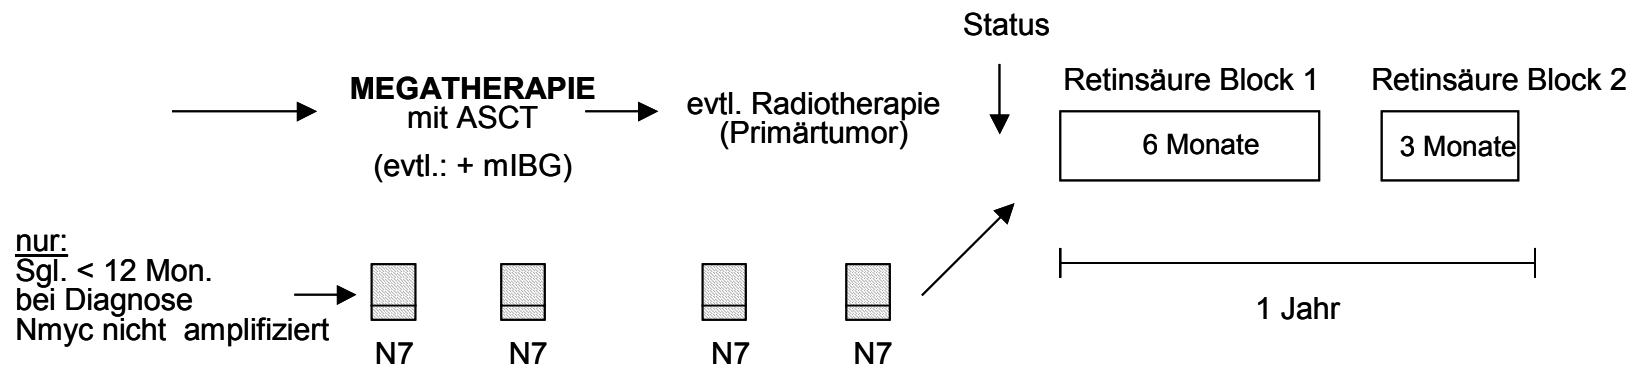 Status
MEGATHERAPIE
mit ASCT
(evtl.: + mIBG)
evtl. Radiotherapie
(Primärtumor)
Retinsäure Block 1
6 Monate
Retinsäure Block 2
3 Monate
nur:
Sgl. < 12 Mon.
bei Diagnose
Nmyc nicht amplifiziert
N7
N7
N7
N7
1 Jahr